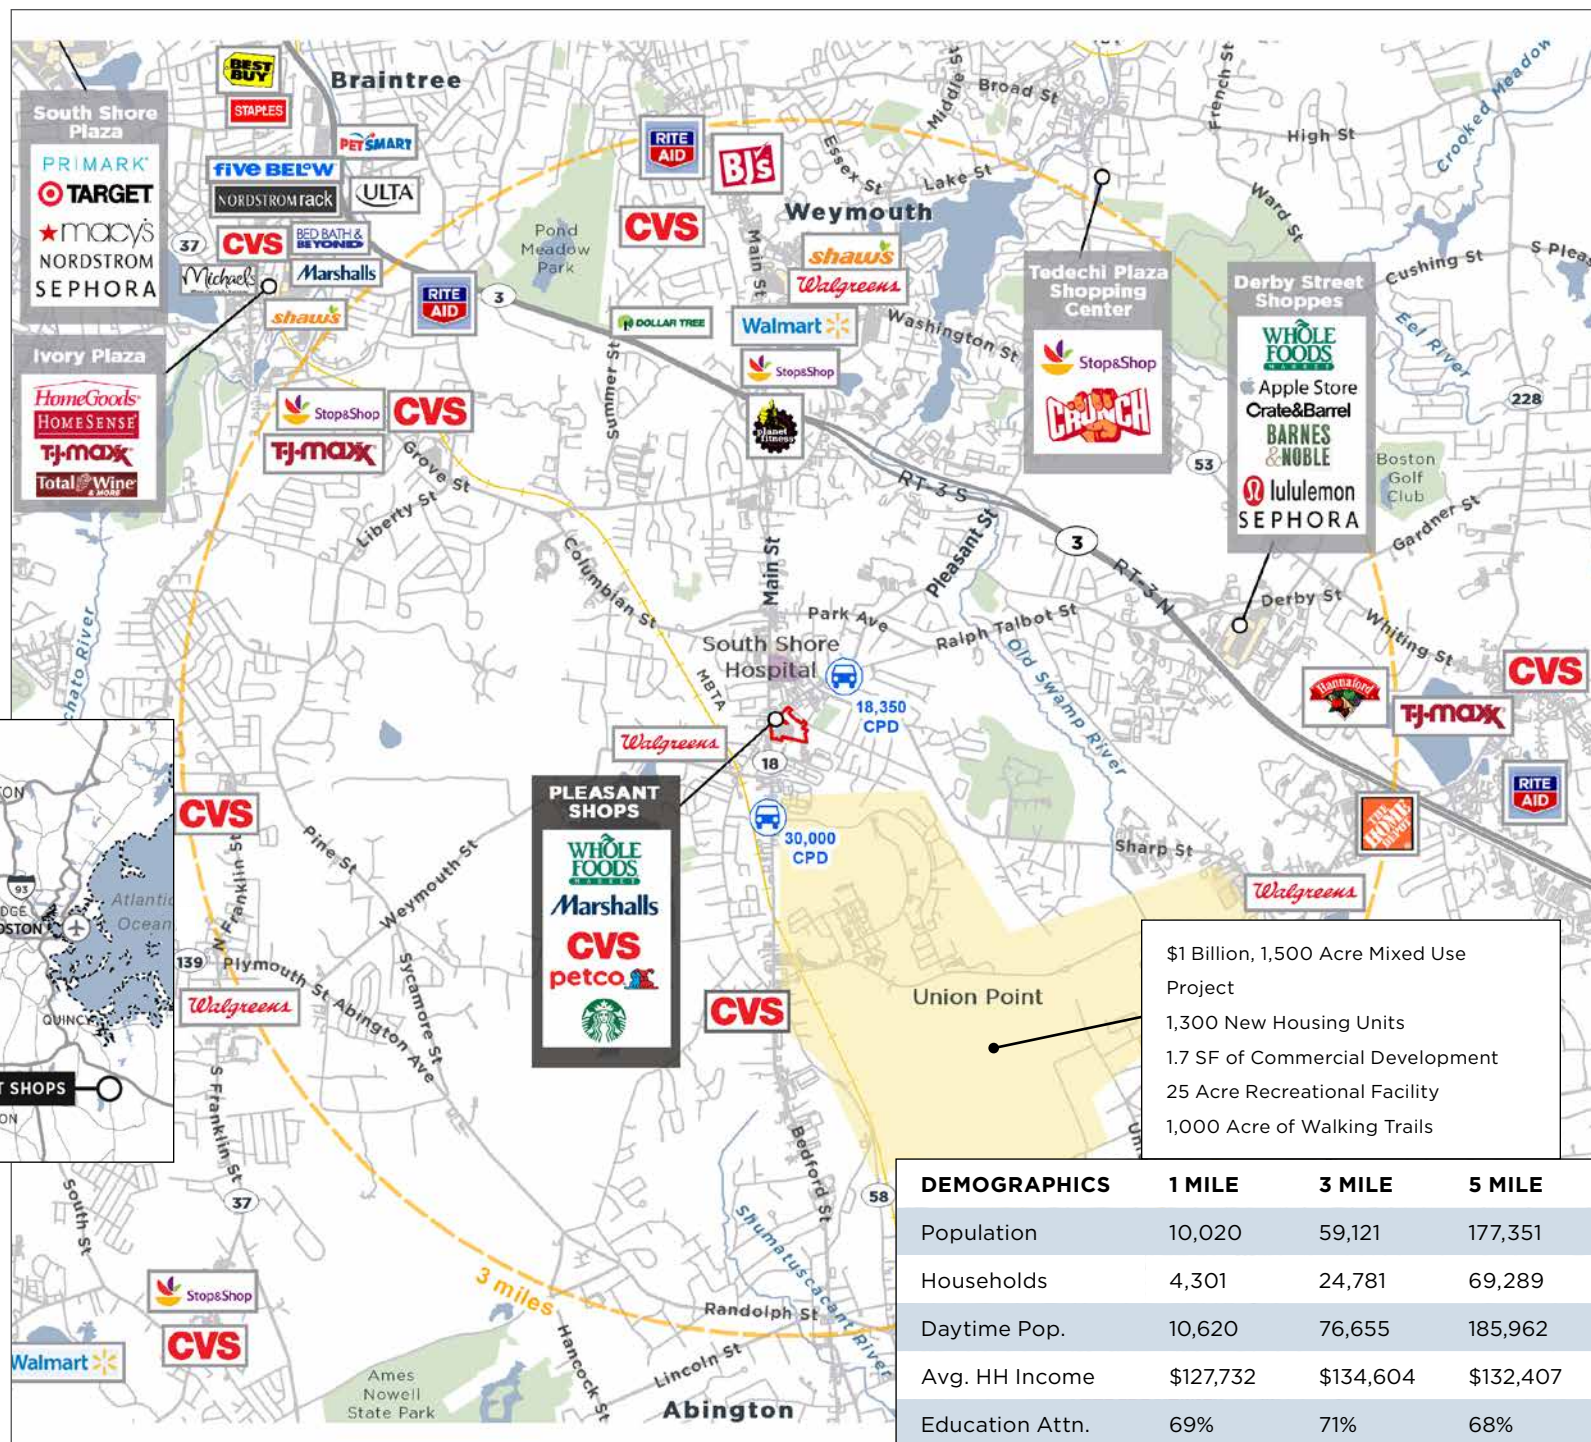 BEST
BUY
STAPLES
Braintree
PETSMART
five BELOW
NORDSTROM rack
ULTA
37
CVS
BED BATH &
BEYOND
Michaels
Marshalls
shaw's
South Shore
Plaza
PRIMARK
TARGET
macy's
NORDSTROM
SEPHORA
Ivory Plaza
HomeGoods
HOMESENSE
T·J·maxx
Total Wine
& MORE
Stop&Shop
CVS
T·J·maxx
RITE
AID
3
Pond
Meadow
Park
RITE
AID
BJ's
CVS
Weymouth
Main St
shaw's
Walgreens
DOLLAR TREE
Walmart
Stop&Shop
planet
fitness
Middle St
Broad St
Essex St
Lake St
Washington St
French St
High St
Crooked Meadow
Ward St
Cushing St
S Pleas
Eel River
228
Tedechi Plaza
Shopping
Center
Stop&Shop
CRUNCH
Derby Street
Shoppes
WHOLE
FOODS
MARKET
Apple Store
Crate&Barrel
BARNES
&NOBLE
lululemon
SEPHORA
53
Boston
Golf
Club
Gardner St
Summer St
Grove St
Liberty St
Columbian St
RT-3 S
Pleasant St
3
RT-3 N
Main St
Park Ave
Ralph Talbot St
Derby St
Whiting St
Old Swamp River
South Shore
Hospital
MBTA
18,350
CPD
Walgreens
18
30,000
CPD
PLEASANT
SHOPS
WHOLE
FOODS
MARKET
Marshalls
CVS
petco
Hannaford
T·J·maxx
CVS
RITE
AID
THE
HOME
DEPOT
Sharp St
Walgreens
chato River
CVS
Pine St
N Franklin St
Weymouth St
139
Plymouth St
Abington Ave
Sycamore St
Walgreens
S Franklin St
CVS
Union Point
$1 Billion, 1,500 Acre Mixed Use
Project
1,300 New Housing Units
1.7 SF of Commercial Development
25 Acre Recreational Facility
1,000 Acre of Walking Trails
ON
93
DGE
OSTON
Atlantic
Ocean
QUINCY
T SHOPS
ON
South St
37
Stop&Shop
CVS
Walmart
3 miles
Bedford St
58
Shumatuscacant River
Randolph St
Hancock St
Lincoln St
Ames
Nowell
State Park
Abington
DEMOGRAPHICS 1 MILE 3 MILE 5 MILE
Population 10,020 59,121 177,351
Households 4,301 24,781 69,289
Daytime Pop. 10,620 76,655 185,962
Avg. HH Income $127,732 $134,604 $132,407
Education Attn. 69% 71% 68%